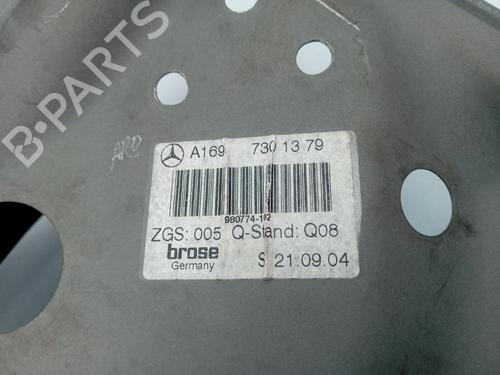 B-PARTS
A169 730 13 79
980774-102
ZGS: 005 Q-Stand: Q08
brose
Germany
S 21.09.04